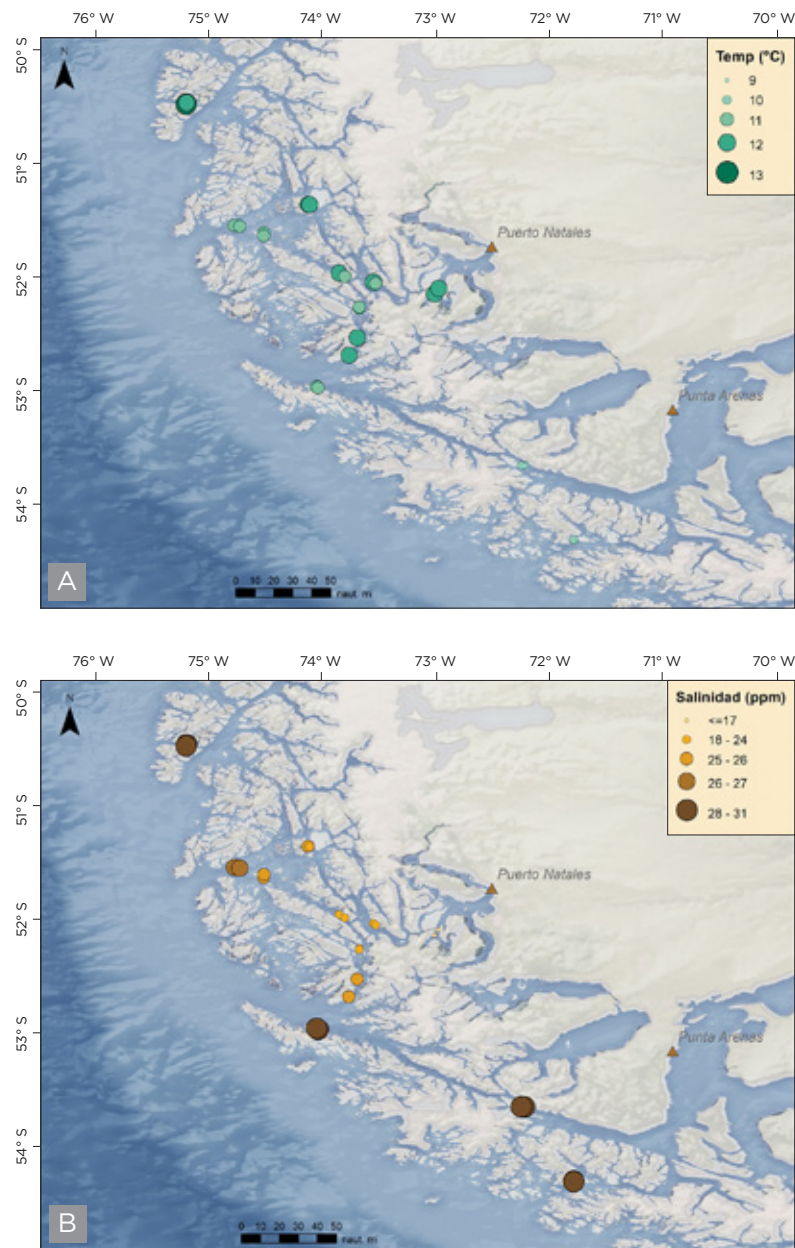 76° W 75° W 74° W 73° W 72° W 71° W 70° W
50° S
51° S
52° S
53° S
54° S
N
Temp (°C)
9
10
11
12
13
Puerto Natales
Punta Arenas
0 10 20 30 40 50
naut. mi
A
76° W 75° W 74° W 73° W 72° W 71° W 70° W
50° S
51° S
52° S
53° S
54° S
N
Salinidad (ppm)
<=17
18 - 24
25 - 26
26 - 27
28 - 31
Puerto Natales
Punta Arenas
0 10 20 30 40 50
naut. mi
B